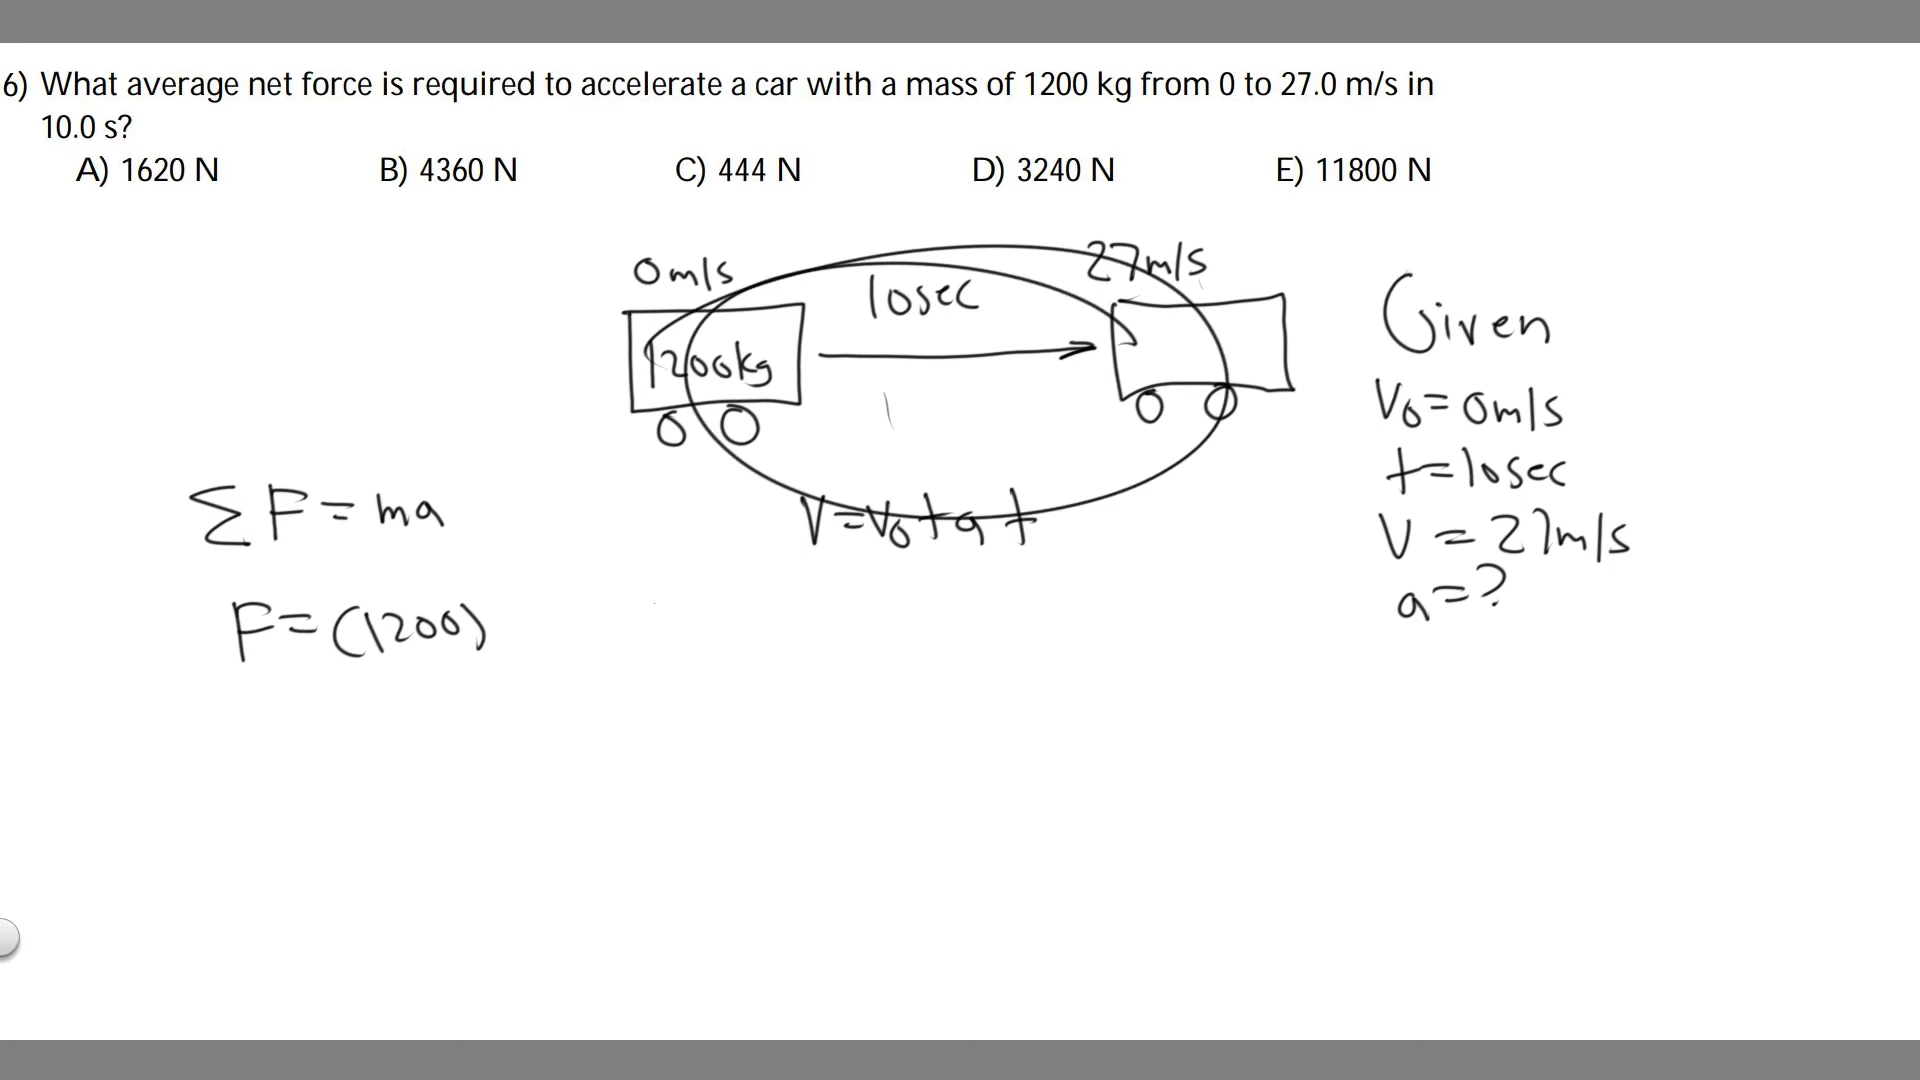 6) What average net force is required to accelerate a car with a mass of 1200 kg from 0 to 27.0 m/s in
10.0 s?
A) 1620 N B) 4360 N C) 444 N D) 3240 N E) 11800 N
0m/s 10sec 27m/s
1200kg
Given
V0=0m/s
t=10sec
V=27m/s
a=?
ΣF=ma
V=V0+at
F=(1200)